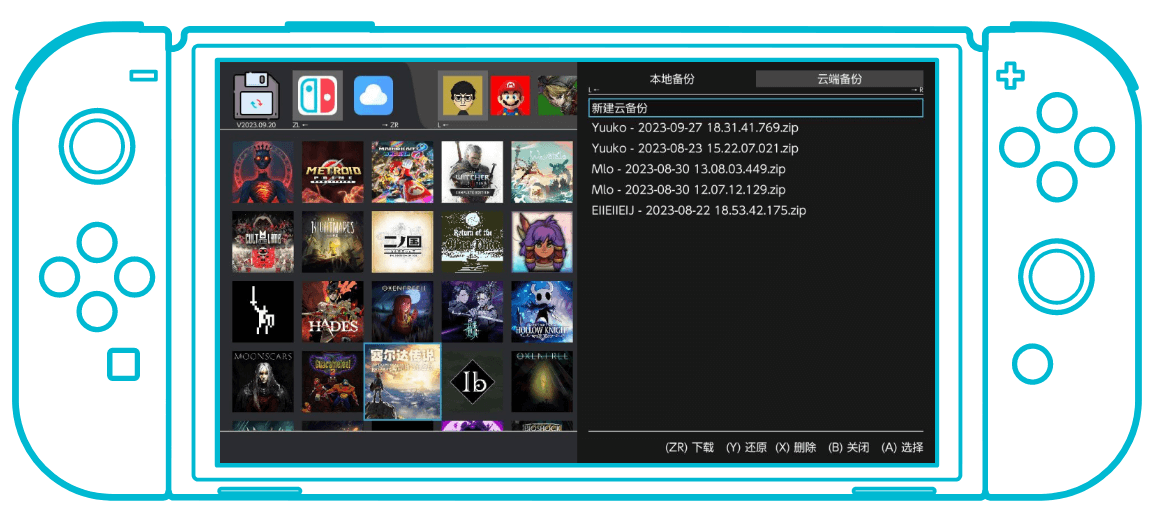 V2023.09.20
ZL ←
→ ZR
L ←
METROID
PRIME
MARIO KART
WITCHER
COMPLETE EDITION
CULT OF THE LAMB
NIGHTMARES
二ノ国
Return of the
HADES
OXENFREE II
HOLLOW KNIGHT
MOONSCARS
塞尔达传说
Ib
OXENFREE
BIOSHOCK
本地备份
云端备份
L ←
→ R
新建云备份
Yuuko - 2023-09-27 18.31.41.769.zip
Yuuko - 2023-08-23 15.22.07.021.zip
Mlo - 2023-08-30 13.08.03.449.zip
Mlo - 2023-08-30 12.07.12.129.zip
EIIEIIEIJ - 2023-08-22 18.53.42.175.zip
(ZR) 下载 (Y) 还原 (X) 删除 (B) 关闭 (A) 选择